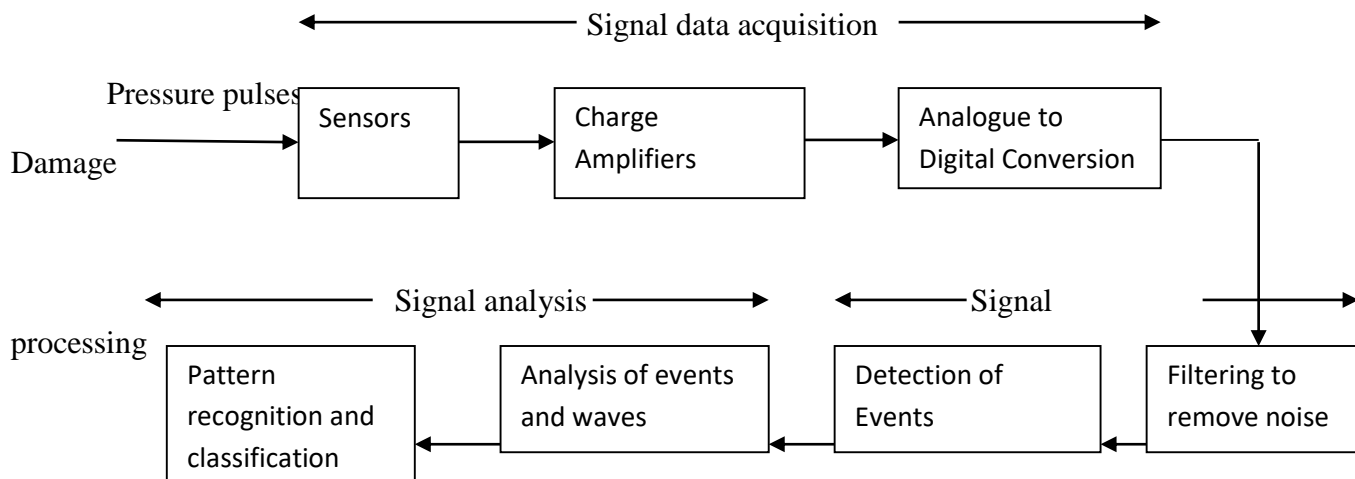 Signal data acquisition
Pressure pulses
Damage
Sensors
Charge
Amplifiers
Analogue to
Digital Conversion
Signal analysis
Signal
processing
Pattern
recognition and
classification
Analysis of events
and waves
Detection of
Events
Filtering to
remove noise